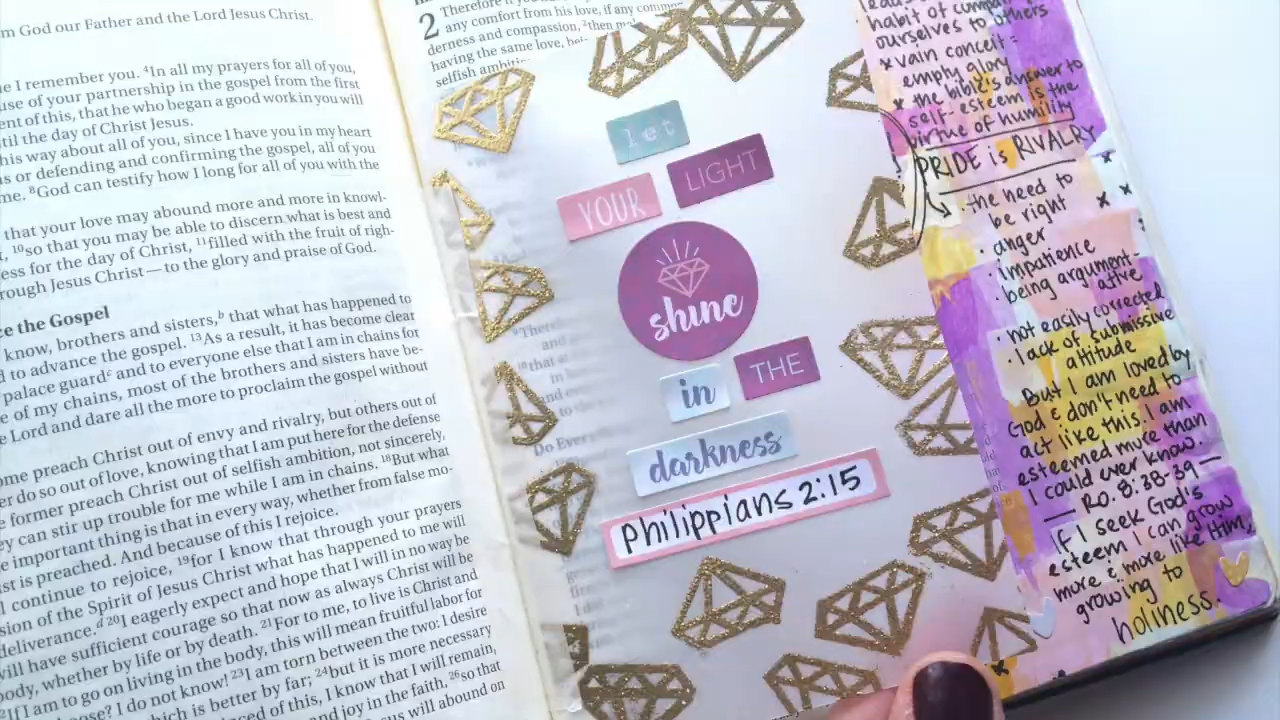 m God our Father and the Lord Jesus Christ.
e I remember you. ⁴In all my prayers for all of you,
use of your partnership in the gospel from the first
ent of this, that he who began a good work in you will
til the day of Christ Jesus.
his way about all of you, since I have you in my heart
s or defending and confirming the gospel, all of you
me. ⁸God can testify how I long for all of you with the
that your love may abound more and more in knowl-
, ¹⁰so that you may be able to discern what is best and
ess for the day of Christ, ¹¹filled with the fruit of righ-
rough Jesus Christ—to the glory and praise of God.
ce the Gospel
know, brothers and sisters,ᵇ that what has happened to
d to advance the gospel. ¹³As a result, it has become clear
palace guardᶜ and to everyone else that I am in chains for
e of my chains, most of the brothers and sisters have be-
e Lord and dare all the more to proclaim the gospel without
ome preach Christ out of envy and rivalry, but others out of
er do so out of love, knowing that I am put here for the defense
e former preach Christ out of selfish ambition, not sincerely,
ey can stir up trouble for me while I am in chains. ¹⁸But what
e important thing is that in every way, whether from false mo-
st is preached. And because of this I rejoice.
l continue to rejoice, ¹⁹for I know that through your prayers
sion of the Spirit of Jesus Christ what has happened to me will
deliverance.ᵈ ²⁰I eagerly expect and hope that I will in no way be
will have sufficient courage so that now as always Christ will be
body, whether by life or by death. ²¹For to me, to live is Christ and
²²If I am to go on living in the body, this will mean fruitful labor for
oose? I do not know! ²³I am torn between the two: I desire
which is better by far; ²⁴but it is more necessary
nced of this, I know that I will remain,
and joy in the faith, ²⁶so that
us will abound on
2 Therefore if y
any comfort from his love, if any commo
derness and compassion, ²then ma
having the same love, bei
selfish ambiti
let
YOUR LIGHT
shine
in THE
darkness
Philippians 2:15
Do Ever
habit of compari
ourselves to others
* vain conceit =
empty glory
* the bible's answer to
self-esteem is the
virtue of humility
PRIDE is RIVALRY
· the need to
be right
· anger
· impatience
· being argument-
ative
· not easily corrected
· lack of submissive
attitude
But I am loved by
God & don't need to
act like this. I am
esteemed more than
I could ever know.
— RO. 8:38-39 —
If I seek God's
esteem I can grow
more & more like Him,
growing to
holiness.